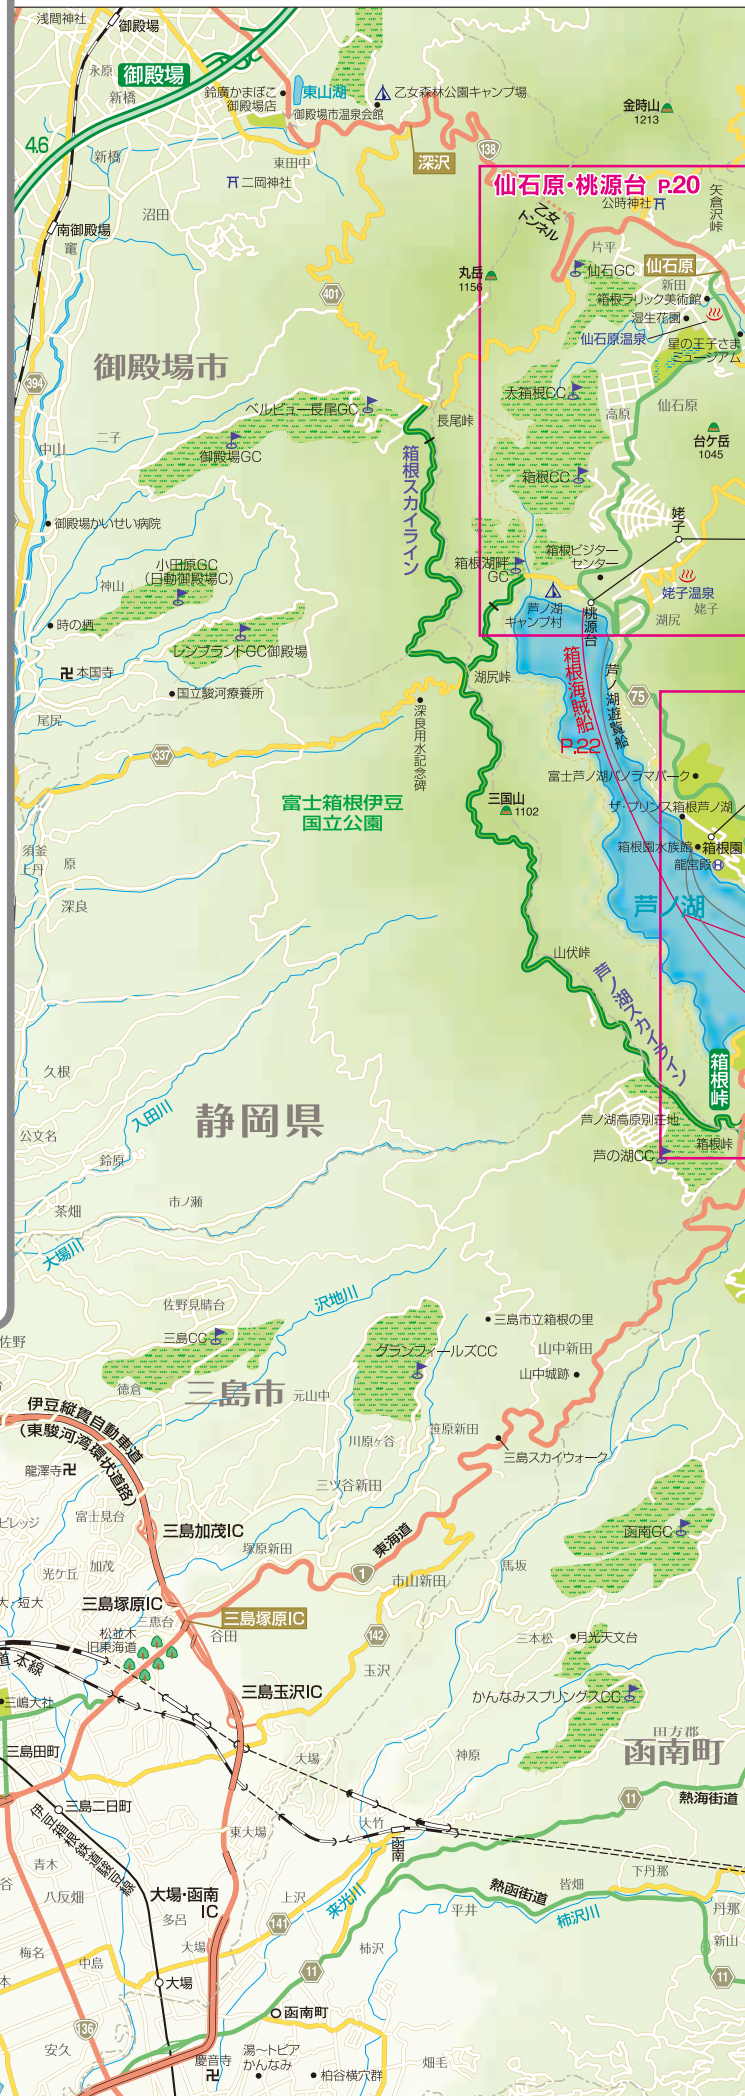 浅間神社
御殿場
永原
御殿場
新橋
鈴廣かまぼこ
御殿場店
東山湖
乙女森林公園キャンプ場
御殿場市温泉会館
金時山
1213
4.6
新橋
東田中
深沢
138
二岡神社
仙石原・桃源台 P.20
矢倉沢峠
沼田
乙女
トンネル
公時神社
南御殿場
竃
片平
仙石GC
仙石原
新田
丸岳
1156
401
箱根ラリック美術館
湿生花園
仙石原温泉
星の王子さま
ミュージアム
御殿場市
394
大箱根CC
仙石原
ベルビュー長尾GC
長尾峠
高原
二子
中山
御殿場GC
台ケ岳
1045
箱根スカイライン
箱根CC
御殿場かいせい病院
姥子
小田原GC
(日動御殿場C)
神山
箱根湖畔
GC
箱根ビジター
センター
姥子温泉
姥子
芦ノ湖
キャンプ村
桃源台
湖尻
時の栖
レンブランドGC御殿場
本国寺
湖尻峠
箱根海賊船
P.22
芦ノ湖遊覧船
75
国立駿河療養所
尾尻
深良用水記念碑
337
富士芦ノ湖パノラマパーク
富士箱根伊豆
国立公園
三国山
1102
ザ・プリンス箱根芦ノ湖
須釜
上丹
原
箱根園水族館
箱根園
龍宮殿
深良
芦ノ湖
山伏峠
芦ノ湖スカイライン
久根
箱根峠
入田川
静岡県
公文名
芦ノ湖高原別荘地
箱根峠
鈴原
芦の湖CC
茶畑
市ノ瀬
大場川
沢地川
佐野見晴台
三島市立箱根の里
佐野
三島CC
グランフィールズCC
山中新田
徳倉
三島市
元山中
山中城跡
伊豆縦貫自動車道
(東駿河湾環状道路)
笹原新田
川原ヶ谷
三島スカイウォーク
龍澤寺
三ツ谷新田
ビレッジ
富士見台
三島加茂IC
函南GC
塚原新田
東海道
光ケ丘
加茂
1
馬坂
市山新田
大・短大
三島塚原IC
三恵台
三島塚原IC
松並木
旧東海道
谷田
142
三本松
月光天文台
道本線
玉沢
三島玉沢IC
かんなみスプリングスCC
三嶋大社
田方郡
函南町
三島田町
大場
神原
11
熱海街道
三島二日町
伊豆箱根鉄道駿豆線
東大場
大竹
函南
青木
下丹那
谷
八反畑
大場・函南
IC
上沢
熱函街道
皆畑
多呂
来光川
平井
柿沢川
丹那
141
梅名
中島
大場
柿沢
新山
11
11
本
大場
函南町
136
安久
慶音寺
湯〜トピア
かんなみ
畑毛
柏谷横穴群